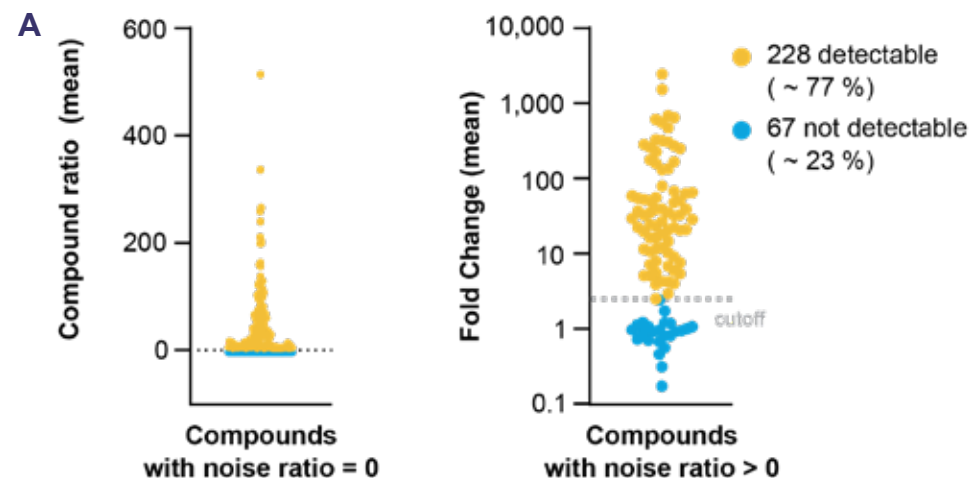 A
Compound ratio (mean)
600
400
200
0
Compounds
with noise ratio = 0
Fold Change (mean)
10,000
1,000
100
10
1
0.1
cutoff
Compounds
with noise ratio > 0
228 detectable
( ~ 77 %)
67 not detectable
( ~ 23 %)